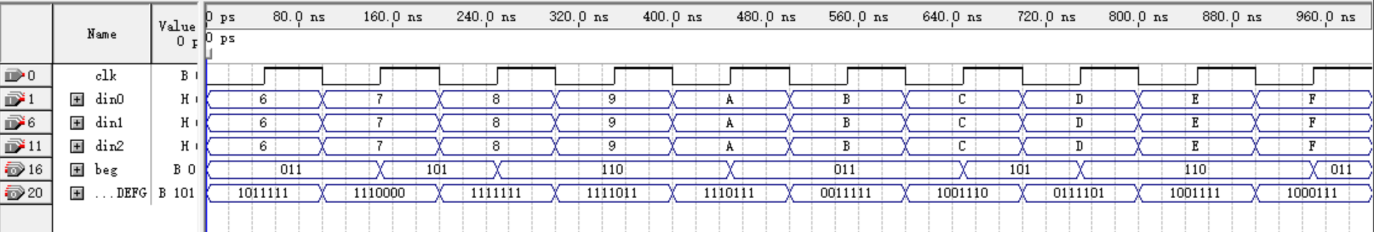 0 ps 80.0 ns 160.0 ns 240.0 ns 320.0 ns 400.0 ns 480.0 ns 560.0 ns 640.0 ns 720.0 ns 800.0 ns 880.0 ns 960.0 ns
Name Value 0 p 0 ps
0 clk B
1 din0 H 6 7 8 9 A B C D E F
6 din1 H 6 7 8 9 A B C D E F
11 din2 H 6 7 8 9 A B C D E F
16 beg B 0 011 101 110 011 101 110 011
20 ...DEFG B 101 1011111 1110000 1111111 1111011 1110111 0011111 1001110 0111101 1001111 1000111